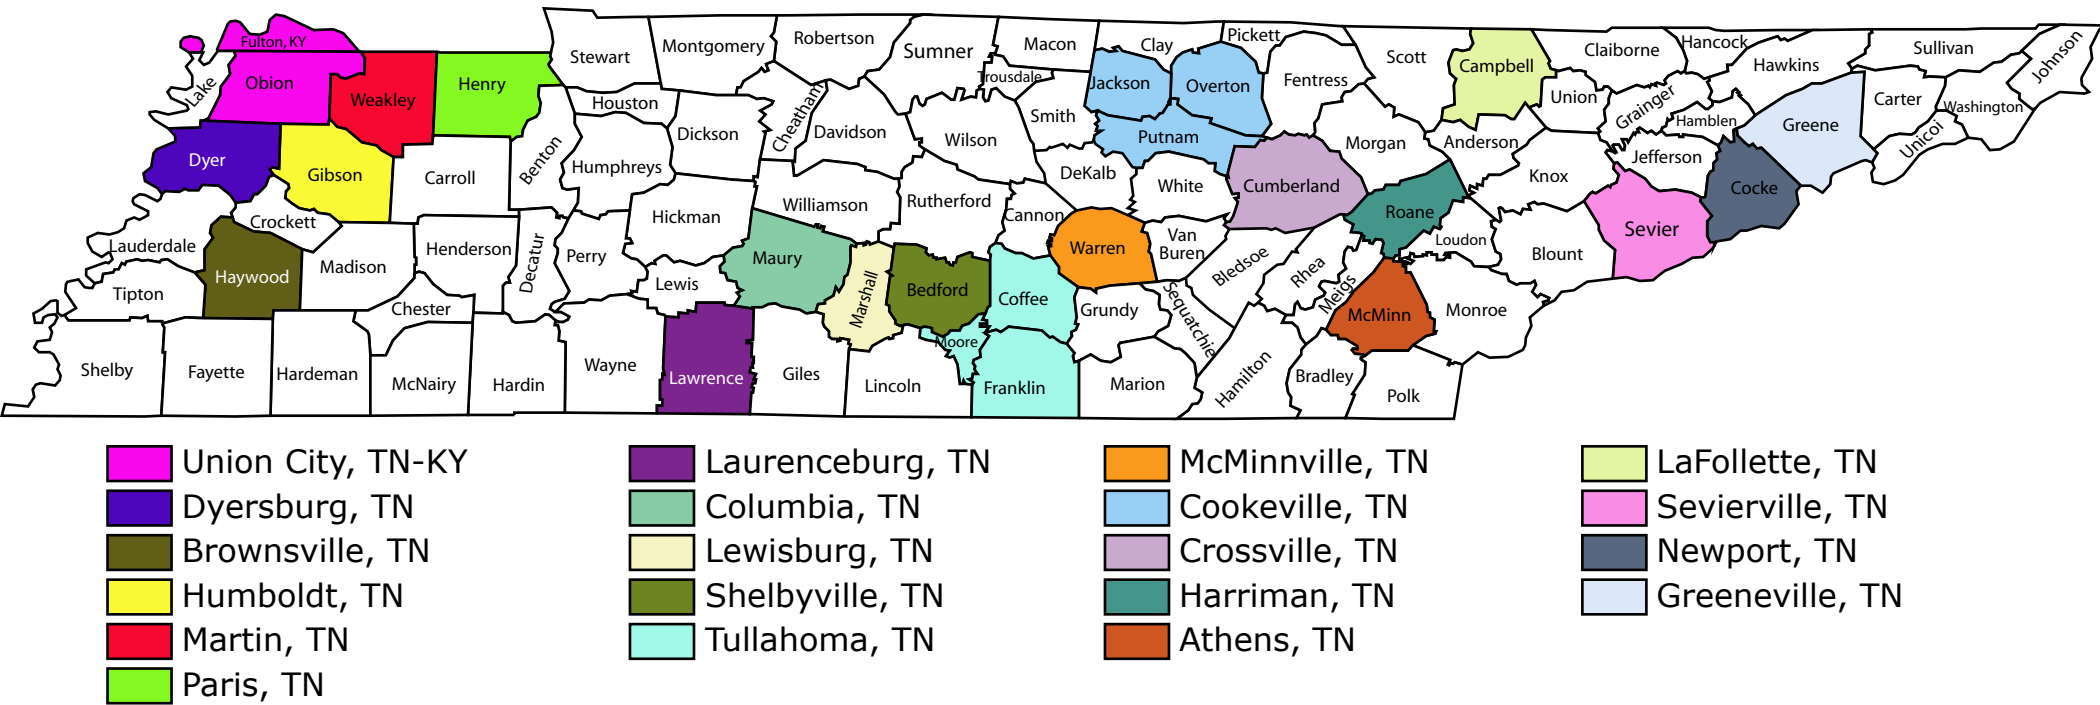 Fulton, KY
Lake
Obion
Weakley
Henry
Stewart
Montgomery
Robertson
Sumner
Macon
Trousdale
Clay
Jackson
Overton
Pickett
Fentress
Scott
Campbell
Claiborne
Hancock
Hawkins
Sullivan
Johnson
Houston
Dickson
Cheatham
Davidson
Wilson
Smith
Putnam
Morgan
Anderson
Union
Grainger
Hamblen
Greene
Carter
Washington
Unicoi
Dyer
Gibson
Carroll
Benton
Humphreys
Crockett
Hickman
Williamson
Rutherford
Cannon
DeKalb
White
Cumberland
Roane
Knox
Jefferson
Cocke
Sevier
Lauderdale
Haywood
Madison
Henderson
Decatur
Perry
Maury
Bedford
Coffee
Warren
Van
Buren
Bledsoe
Rhea
Meigs
Loudon
Blount
Tipton
Chester
Lewis
Marshall
Moore
Grundy
Sequatchie
McMinn
Monroe
Shelby
Fayette
Hardeman
McNairy
Hardin
Wayne
Lawrence
Giles
Lincoln
Franklin
Marion
Hamilton
Bradley
Polk
Union City, TN-KY
Dyersburg, TN
Brownsville, TN
Humboldt, TN
Martin, TN
Paris, TN
Laurenceburg, TN
Columbia, TN
Lewisburg, TN
Shelbyville, TN
Tullahoma, TN
McMinnville, TN
Cookeville, TN
Crossville, TN
Harriman, TN
Athens, TN
LaFollette, TN
Sevierville, TN
Newport, TN
Greeneville, TN